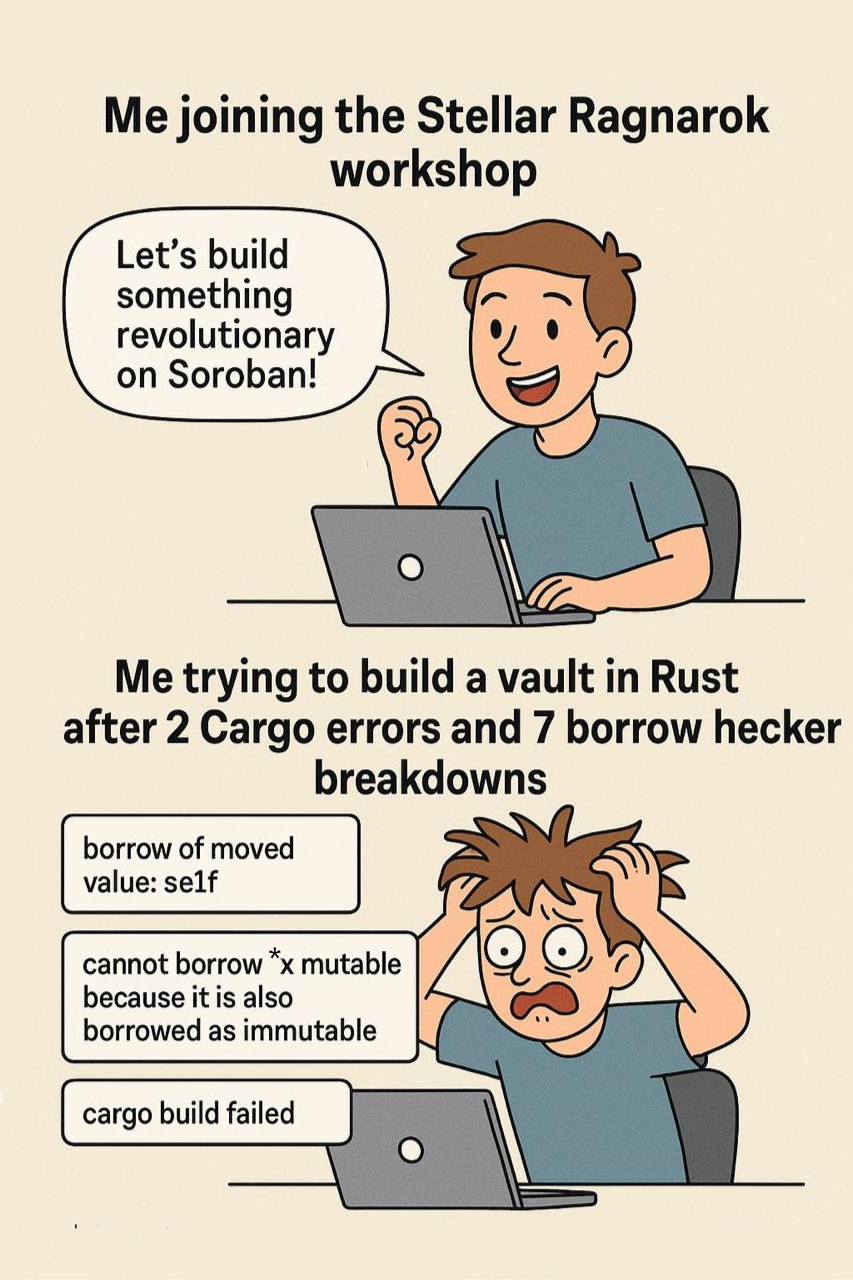 Me joining the Stellar Ragnarok
workshop
Let's build
something
revolutionary
on Soroban!
Me trying to build a vault in Rust
after 2 Cargo errors and 7 borrow hecker
breakdowns
borrow of moved
value: se1f
cannot borrow *x mutable
because it is also
borrowed as immutable
cargo build failed